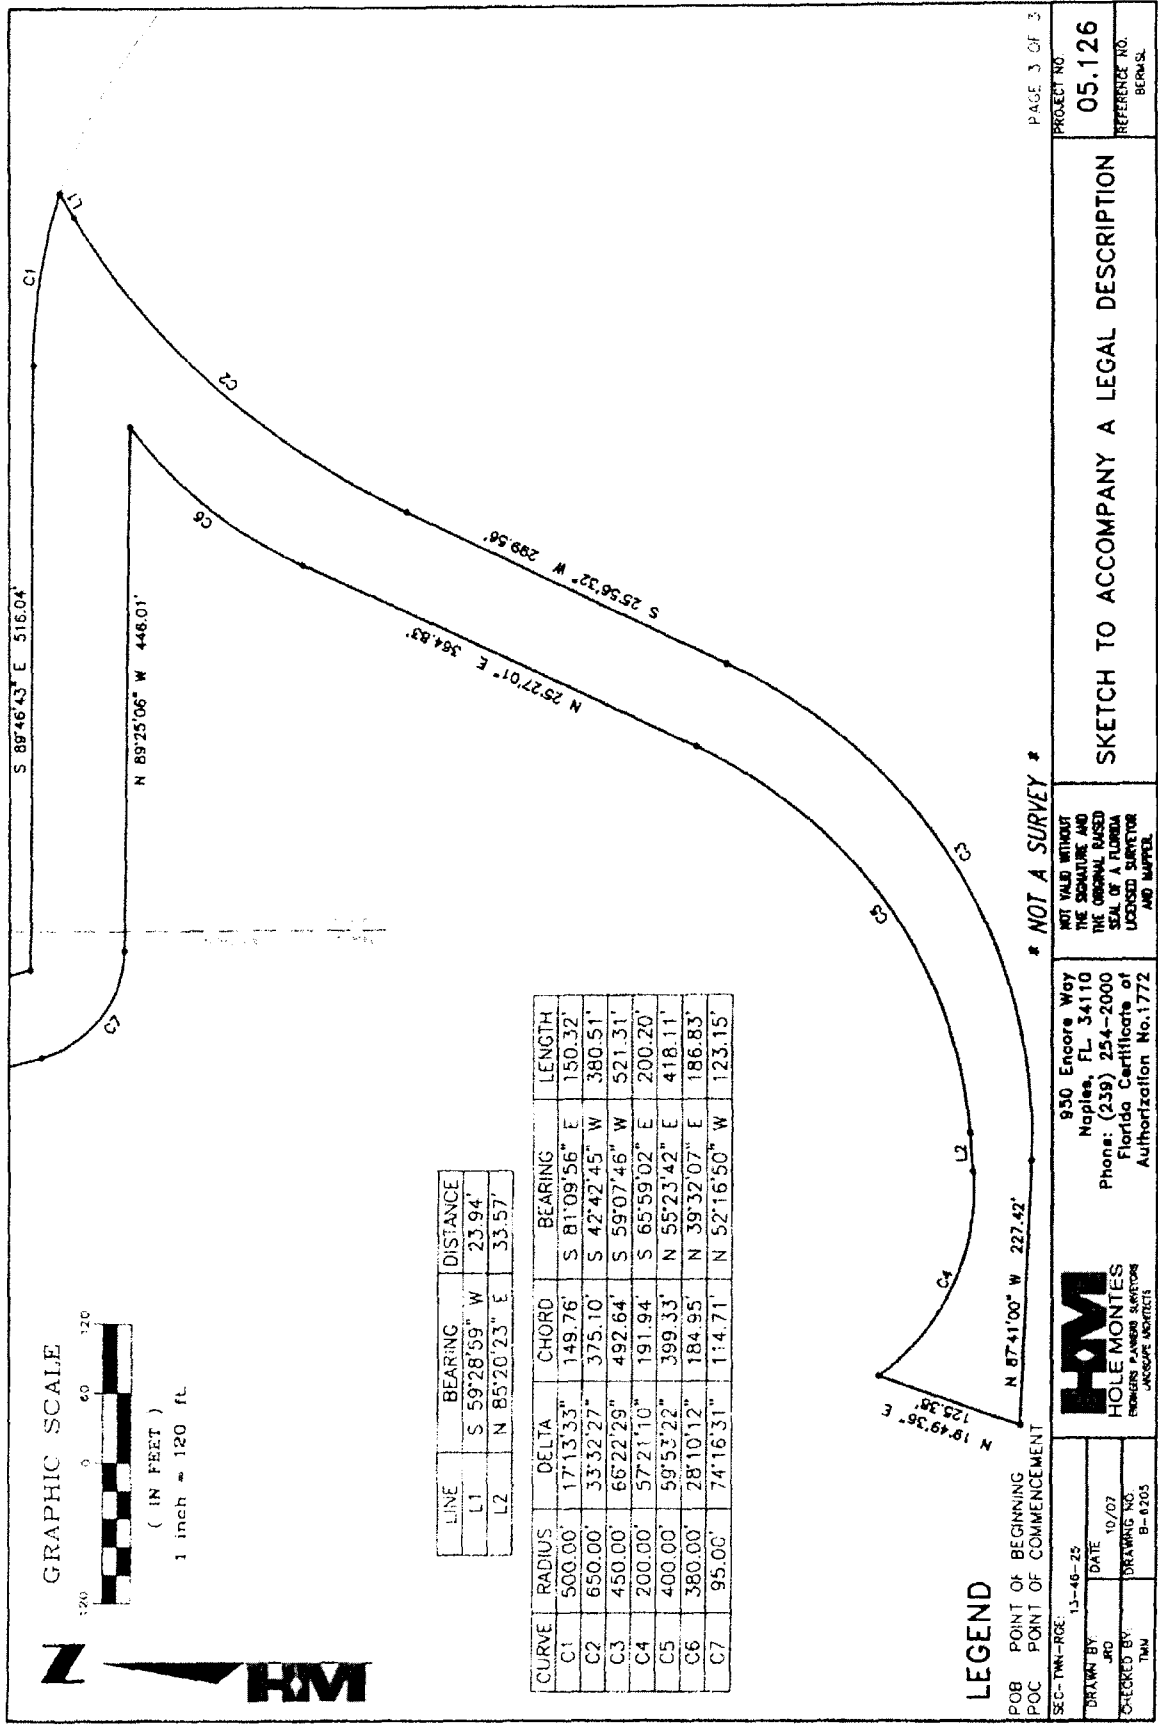 GRAPHIC SCALE
120 0 60 120
( IN FEET )
1 inch = 120 ft.
HM
S 89°46'43" E 516.04'
C1
L1
N 89°25'06" W 446.01'
C7
C2
C6
S 25°56'32" W 299.56'
N 25°27'01" E 364.83'
C5
C3
L2
C4
N 87°41'00" W 227.42'
N 19°49'36" E
125.38'
LINE BEARING DISTANCE
L1 S 59°28'59" W 23.94'
L2 N 85°20'23" E 33.57'
CURVE RADIUS DELTA CHORD BEARING LENGTH
C1 500.00' 17°13'33" 149.76' S 81°09'56" E 150.32'
C2 650.00' 33°32'27" 375.10' S 42°42'45" W 380.51'
C3 450.00' 66°22'29" 492.64' S 59°07'46" W 521.31'
C4 200.00' 57°21'10" 191.94' S 65°59'02" E 200.20'
C5 400.00' 59°53'22" 399.33' N 55°23'42" E 418.11'
C6 380.00' 28°10'12" 184.95' N 39°32'07" E 186.83'
C7 95.00' 74°16'31" 114.71' N 52°16'50" W 123.15'
LEGEND
POB POINT OF BEGINNING
POC POINT OF COMMENCEMENT
* NOT A SURVEY *
PAGE 3 OF 3
SEC-TWN-RGE:
13-46-25
DRAWN BY:
JRD
DATE
10/07
CHECKED BY:
TMM
DRAWING NO.
B-6205
HM
HOLE MONTES
ENGINEERS PLANNERS SURVEYORS
LANDSCAPE ARCHITECTS
950 Encore Way
Naples, FL. 34110
Phone: (239) 254-2000
Florida Certificate of
Authorization No.1772
NOT VALID WITHOUT
THE SIGNATURE AND
THE ORIGINAL RAISED
SEAL OF A FLORIDA
LICENSED SURVEYOR
AND MAPPER.
SKETCH TO ACCOMPANY A LEGAL DESCRIPTION
PROJECT NO.
05.126
REFERENCE NO.
BERMSL